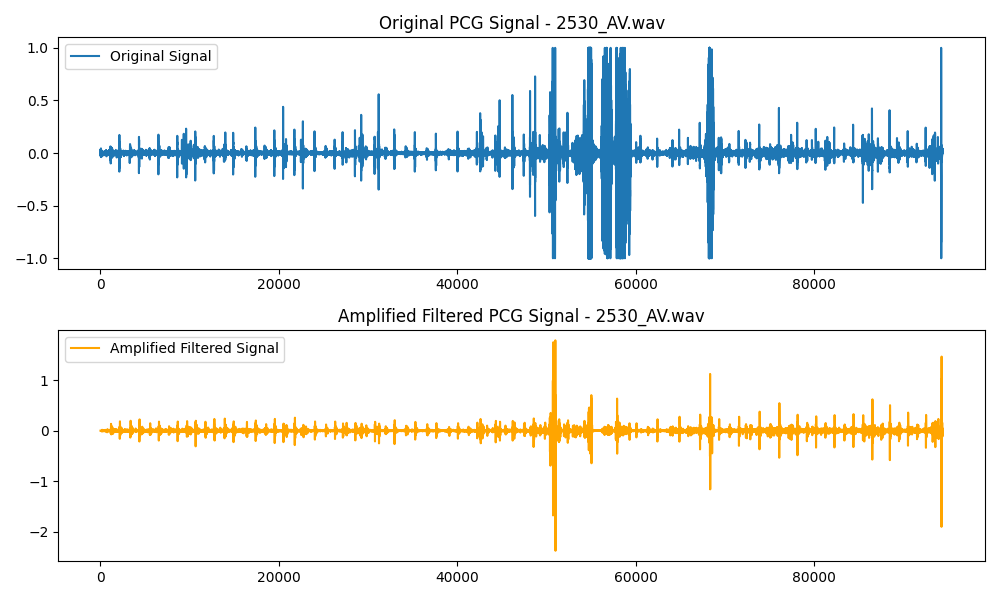 Original PCG Signal - 2530_AV.wav
1.0
Original Signal
0.5
0.0
−0.5
−1.0
0 20000 40000 60000 80000
Amplified Filtered PCG Signal - 2530_AV.wav
Amplified Filtered Signal
1
0
−1
−2
0 20000 40000 60000 80000